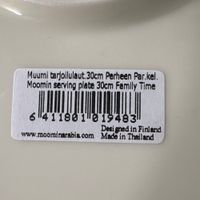 Muumi tarjoilulaut.30cm Perheen Par.kel.
Moomin serving plate 30cm Family Time
6 411801 019483
Designed in Finland
www.moominarabia.com Made in Thailand